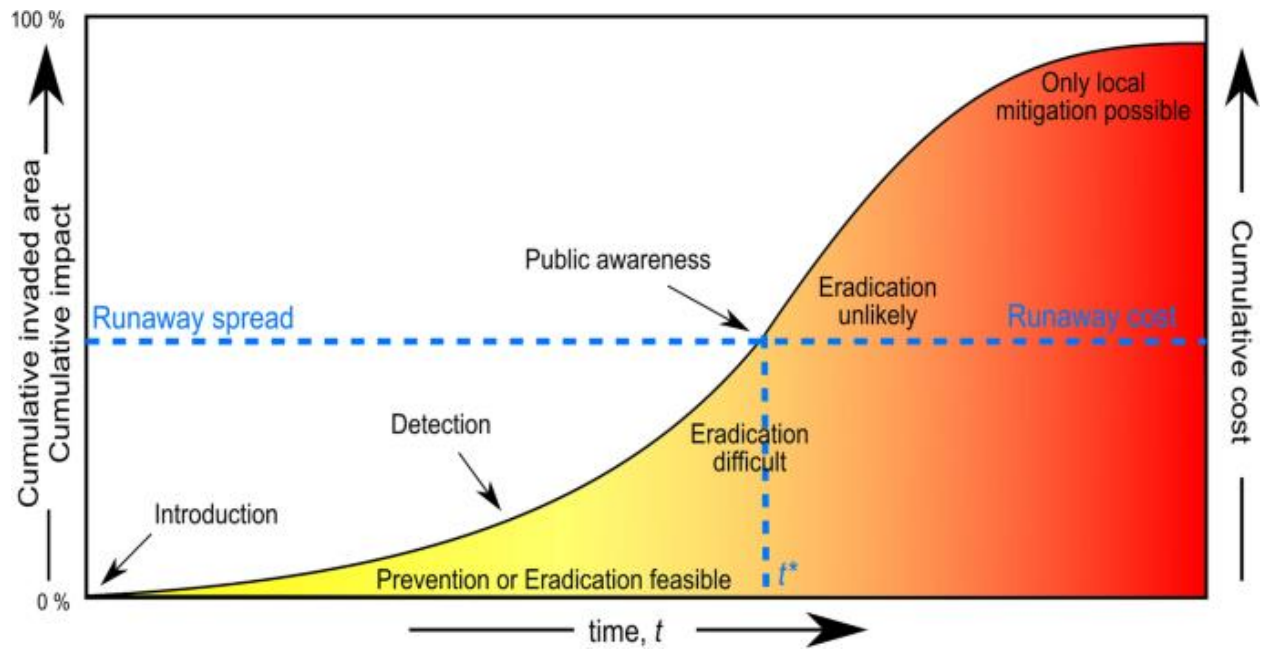 100 %
Cumulative invaded area
Cumulative impact
Only local
mitigation possible
Public awareness
Eradication
unlikely
Runaway spread
Runaway cost
Cumulative cost
Detection
Eradication
difficult
Introduction
Prevention or Eradication feasible
t*
0 %
time, t